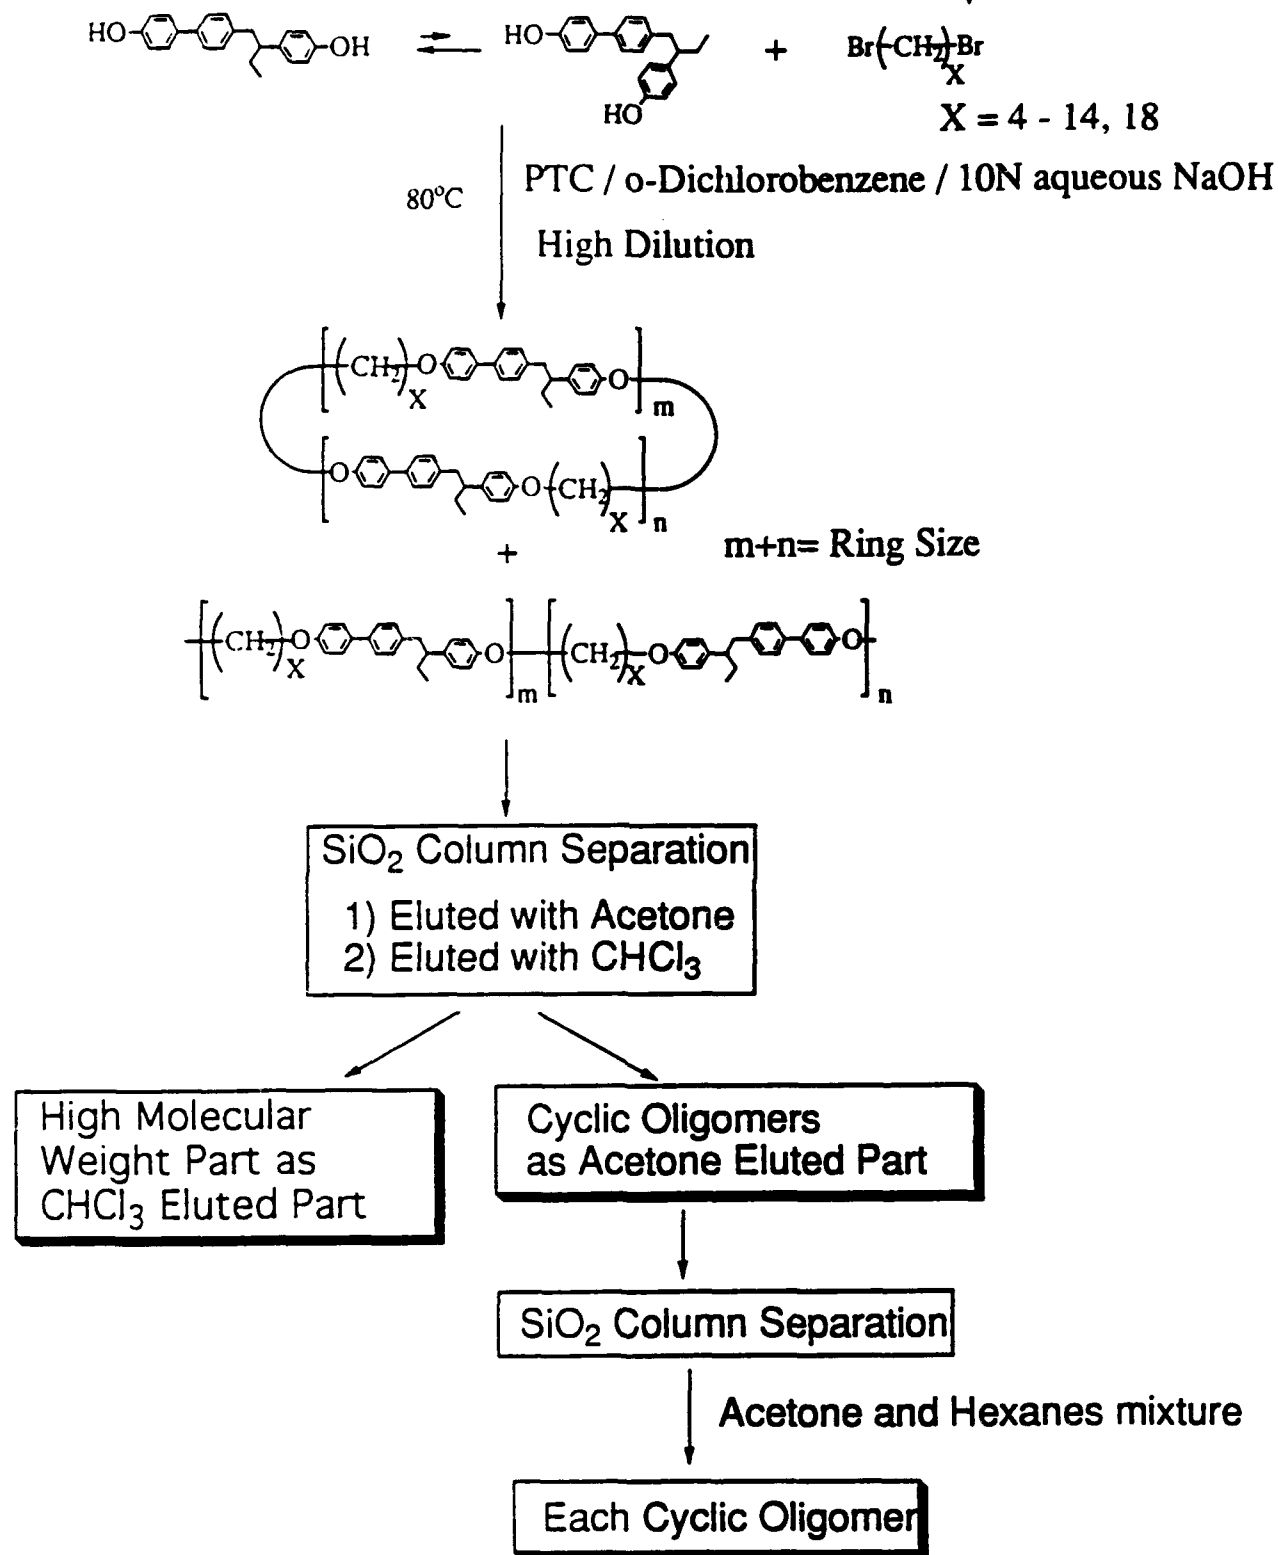 HO OH HO HO + Br(CH2)Br
X
X = 4 - 14, 18
80°C PTC / o-Dichlorobenzene / 10N aqueous NaOH
High Dilution
(CH2) O O
X m
O O (CH2)
X n
+ m+n= Ring Size
(CH2) O O (CH2) O O
X m X n
SiO2 Column Separation
1) Eluted with Acetone
2) Eluted with CHCl3
High Molecular
Weight Part as
CHCl3 Eluted Part
Cyclic Oligomers
as Acetone Eluted Part
SiO2 Column Separation
Acetone and Hexanes mixture
Each Cyclic Oligomer